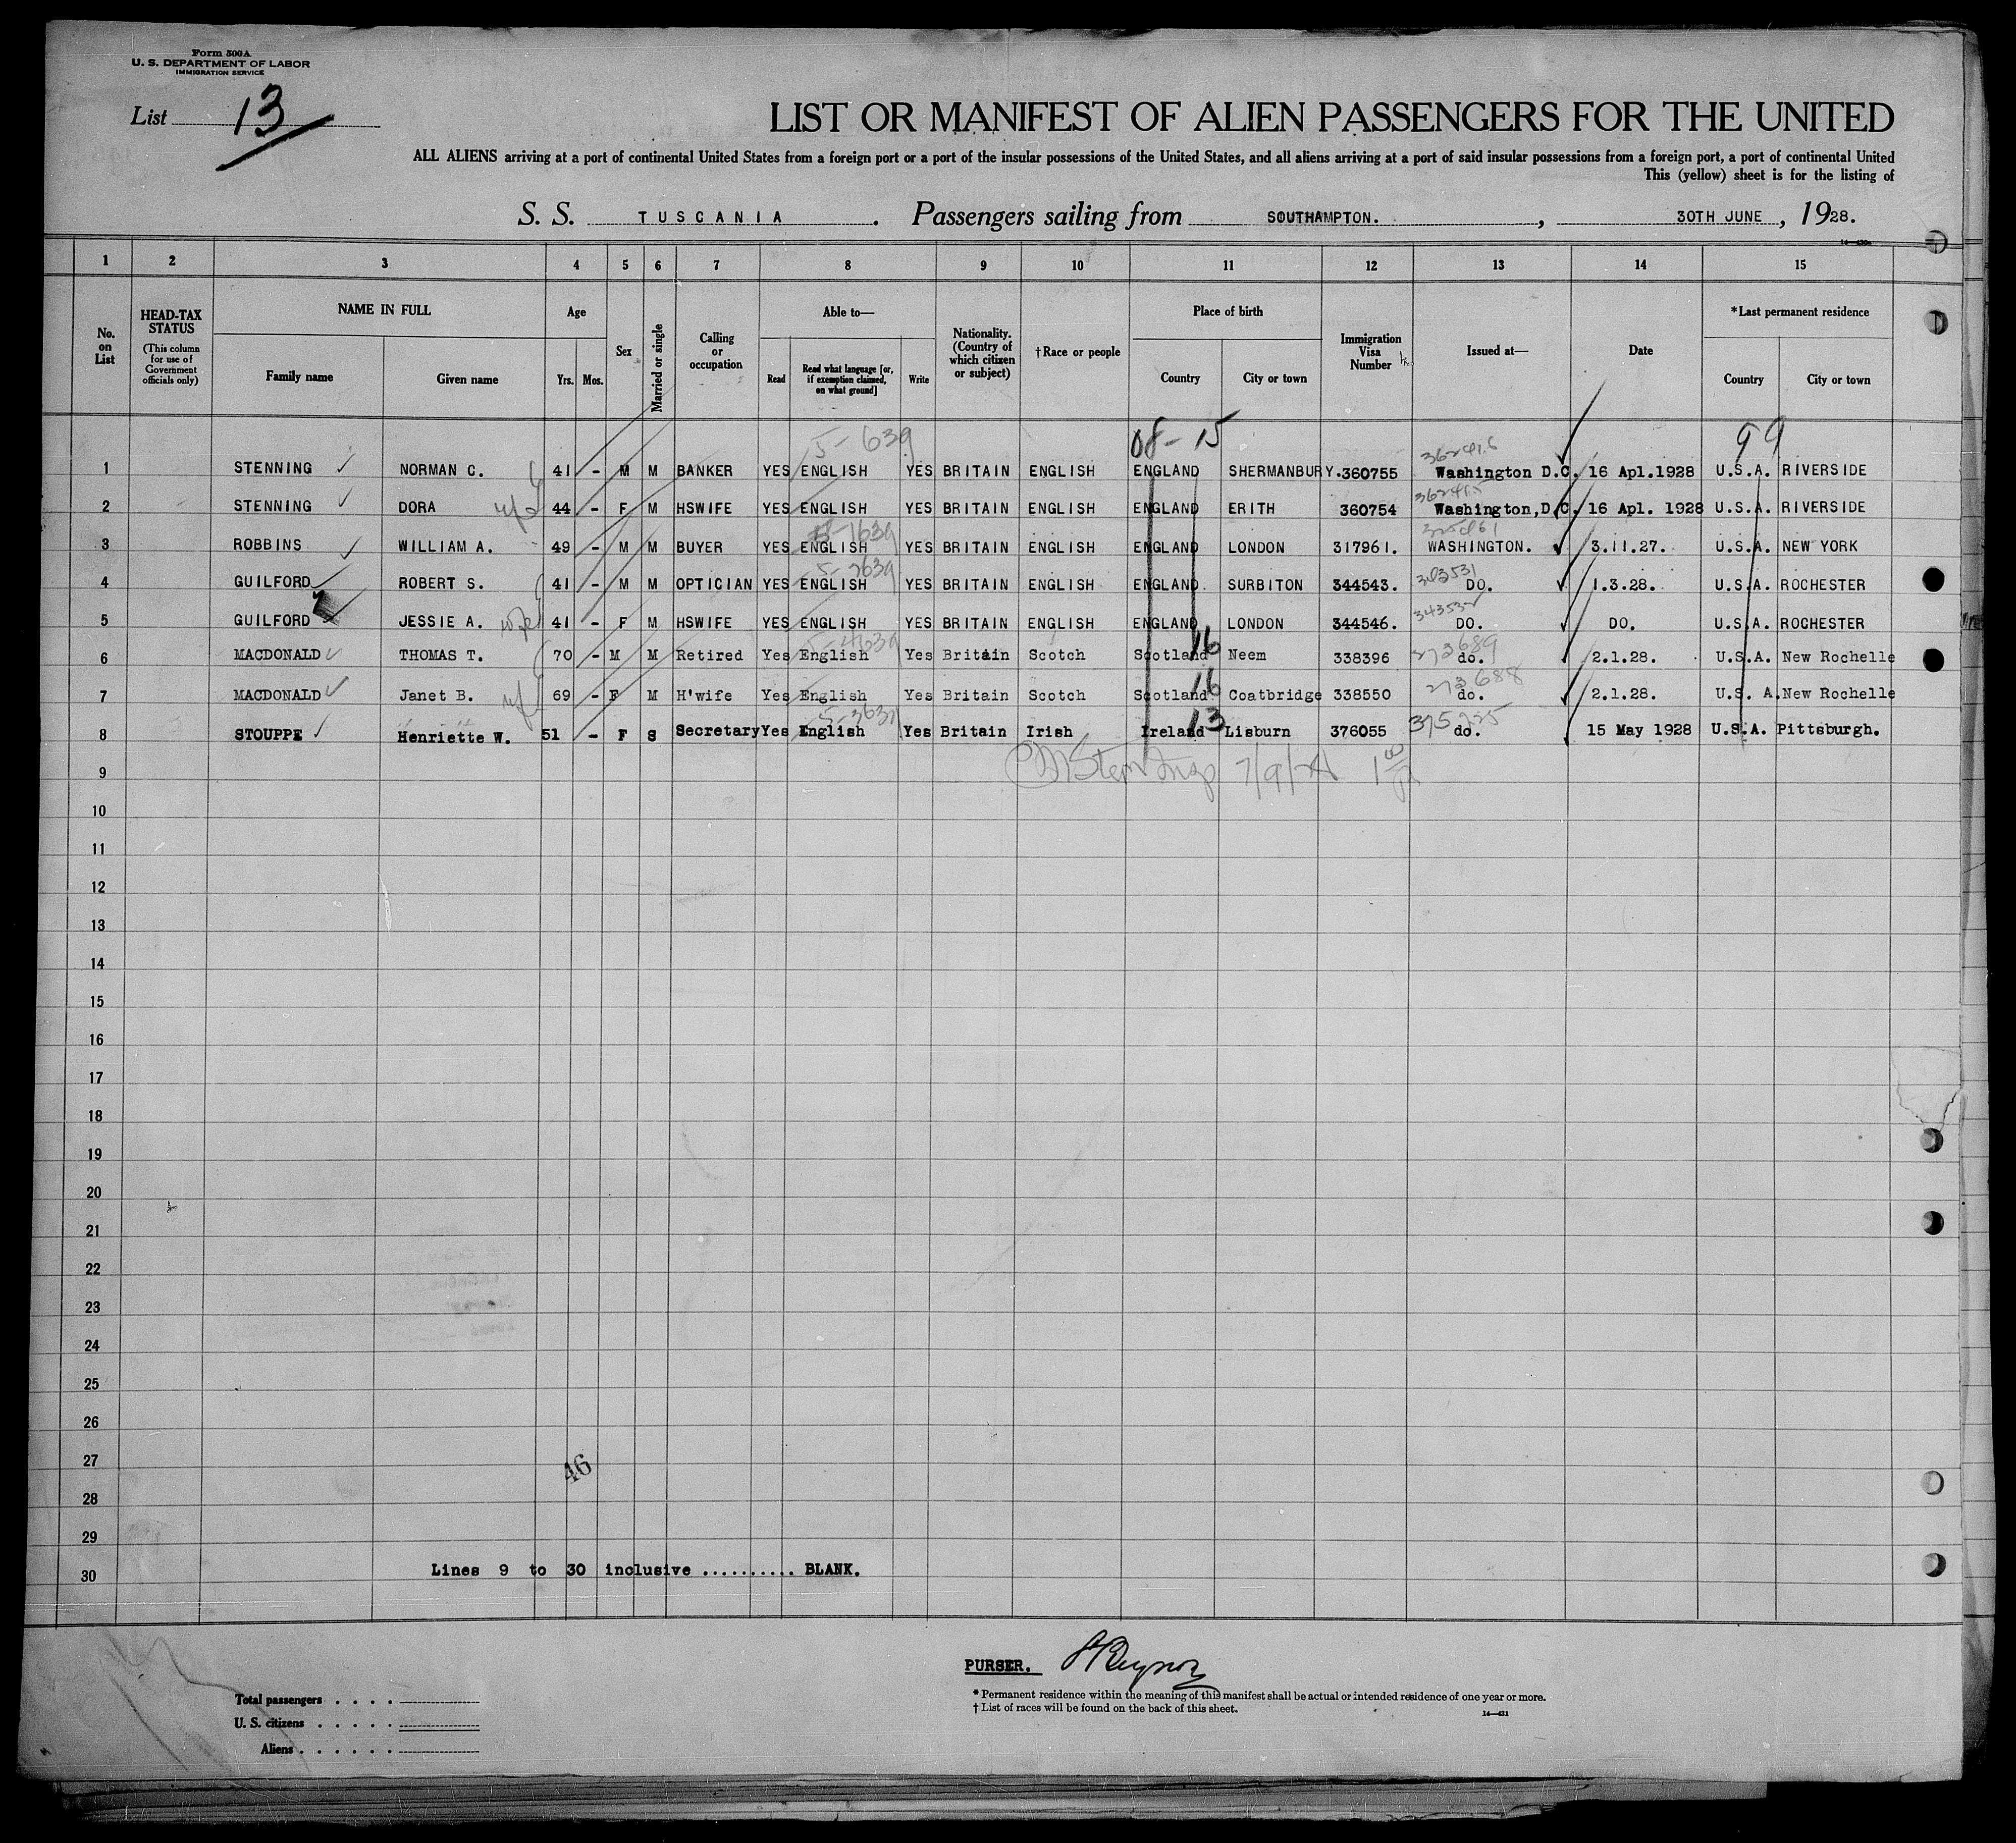 Form 500A
U. S. DEPARTMENT OF LABOR
IMMIGRATION SERVICE
List 13
LIST OR MANIFEST OF ALIEN PASSENGERS FOR THE UNITED
ALL ALIENS arriving at a port of continental United States from a foreign port or a port of the insular possessions of the United States, and all aliens arriving at a port of said insular possessions from a foreign port, a port of continental United
This (yellow) sheet is for the listing of
S. S. TUSCANIA. Passengers sailing from SOUTHAMPTON. , 30TH JUNE , 1928.
1 2 3 4 5 6 7 8 9 10 11 12 13 14 15
No. on List
HEAD-TAX STATUS
(This column for use of Government officials only)
NAME IN FULL
Family name
Given name
Age
Yrs. Mos.
Sex
Married or single
Calling or occupation
Able to—
Read
Read what language [or, if exemption claimed, on what ground]
Write
Nationality. (Country of which citizen or subject)
†Race or people
Place of birth
Country
City or town
Immigration Visa Number
Issued at—
Date
*Last permanent residence
Country
City or town
5-639 08-15 99
1 STENNING NORMAN C. 41 - M M BANKER YES ENGLISH YES BRITAIN ENGLISH ENGLAND SHERMANBURY. 360755 Washington D.C. 16 Apl.1928 U.S.A. RIVERSIDE
2 STENNING DORA 44 - F M HSWIFE YES ENGLISH YES BRITAIN ENGLISH ENGLAND ERITH 360754 Washington,D.C. 16 Apl. 1928 U.S.A. RIVERSIDE
3 ROBBINS WILLIAM A. 49 - M M BUYER YES ENGLISH YES BRITAIN ENGLISH ENGLAND LONDON 317961. WASHINGTON. 3.11.27. U.S.A. NEW YORK
4 GUILFORD ROBERT S. 41 - M M OPTICIAN YES ENGLISH YES BRITAIN ENGLISH ENGLAND SURBITON 344543. DO. 1.3.28. U.S.A. ROCHESTER
5 GUILFORD JESSIE A. wife 41 - F M HSWIFE YES ENGLISH YES BRITAIN ENGLISH ENGLAND LONDON 344546. DO. DO. U.S.A. ROCHESTER
6 MACDONALD THOMAS T. 70 - M M Retired Yes English Yes Britain Scotch Scotland 16 Neem 338396 273689 do. 2.1.28. U.S.A. New Rochelle
7 MACDONALD Janet B. 69 - F M H'wife Yes English Yes Britain Scotch Scotland 16 Coatbridge 338550 273688 do. 2.1.28. U.S. A. New Rochelle
8 STOUPPE Henriette W. 51 - F S Secretary Yes English Yes Britain Irish Ireland 13 Lisburn 376055 do. 15 May 1928 U.S.A. Pittsburgh.
9
10
11
12
13
14
15
16
17
18
19
20
21
22
23
24
25
26
27
46
28
29
30 Lines 9 to 30 inclusive .......... BLANK.
PURSER.
* Permanent residence within the meaning of this manifest shall be actual or intended residence of one year or more.
† List of races will be found on the back of this sheet.
14—431
Total passengers . . . .
U. S. citizens . . . . .
Aliens . . . . . .